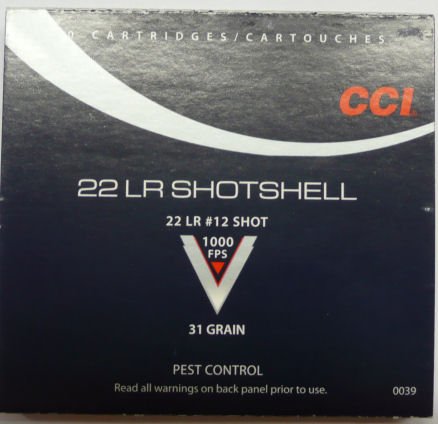 0 CARTRIDGES/CARTOUCHES
CCI
22 LR SHOTSHELL
22 LR #12 SHOT
1000
FPS
31 GRAIN
PEST CONTROL
Read all warnings on back panel prior to use.
0039